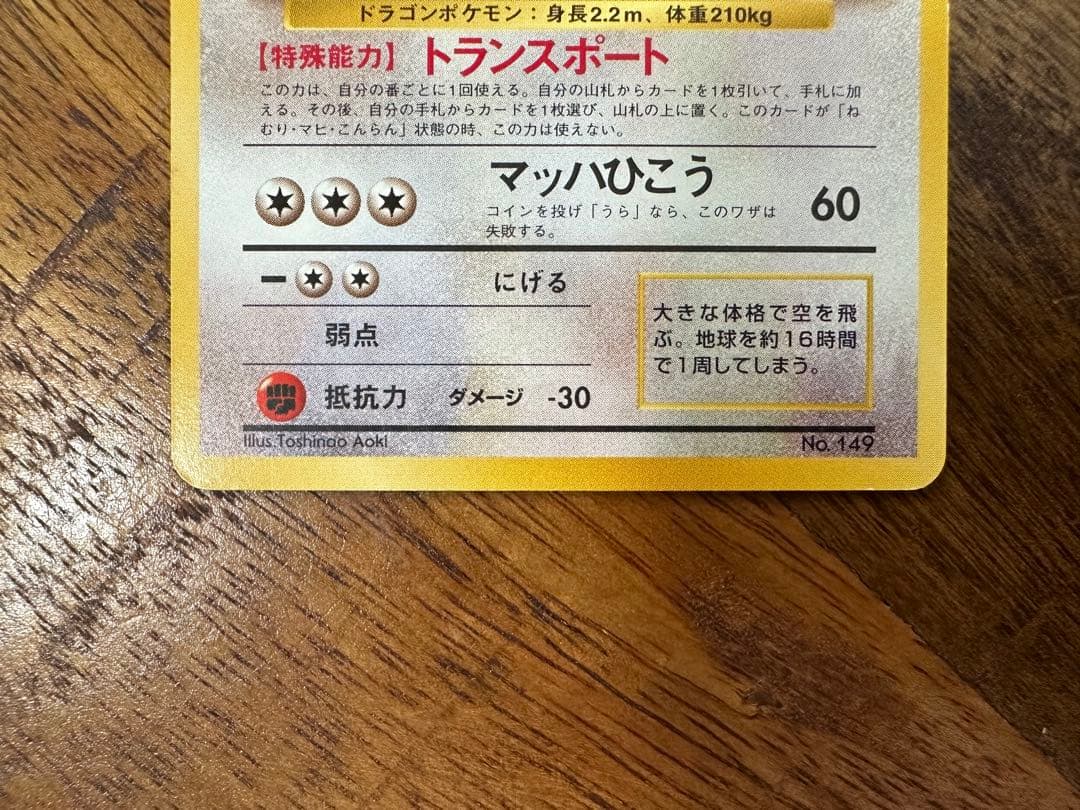 ドラゴンポケモン：身長2.2m、体重210kg
【特殊能力】 トランスポート
この力は、自分の番ごとに1回使える。自分の山札からカードを1枚引いて、手札に加
える。その後、自分の手札からカードを1枚選び、山札の上に置く。このカードが「ね
むり・マヒ・こんらん」状態の時、この力は使えない。
マッハひこう
コインを投げ「うら」なら、このワザは
失敗する。
60
にげる
弱点
抵抗力 ダメージ -30
大きな体格で空を飛
ぶ。地球を約16時間
で1周してしまう。
Illus. Toshinao Aoki
No. 149